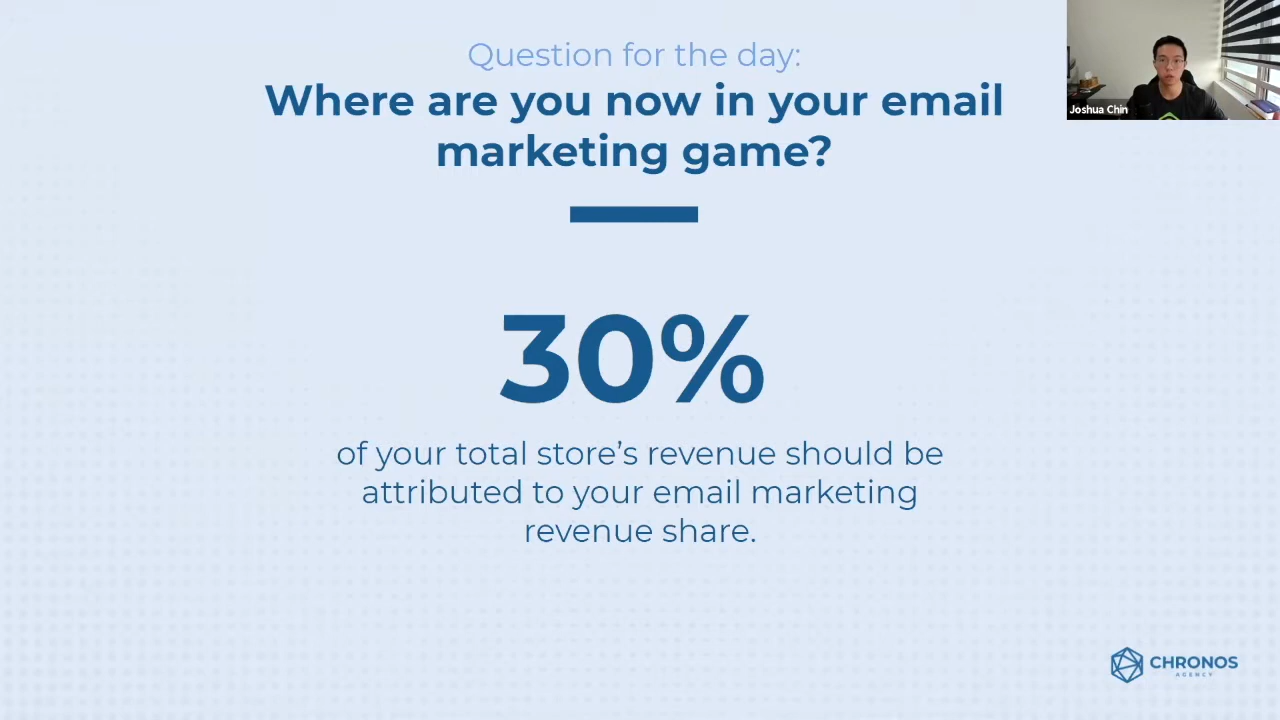 Question for the day:
Where are you now in your email
marketing game?
30%
of your total store’s revenue should be
attributed to your email marketing
revenue share.
Joshua Chin
CHRONOS
AGENCY